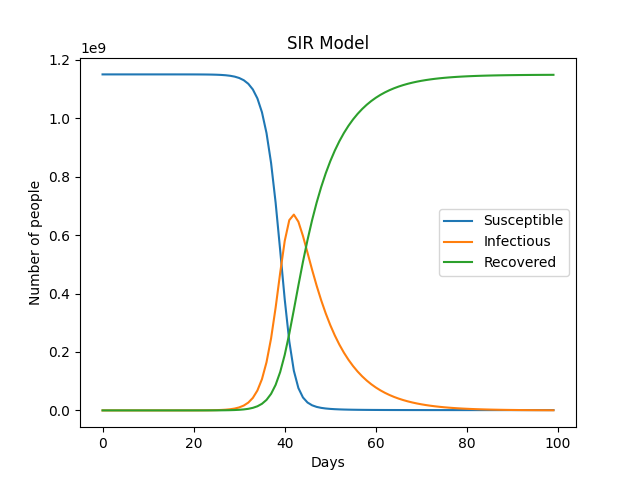 SIR Model
1e9
1.2
1.0
0.8
0.6
0.4
0.2
0.0
Number of people
Susceptible
Infectious
Recovered
0 20 40 60 80 100
Days